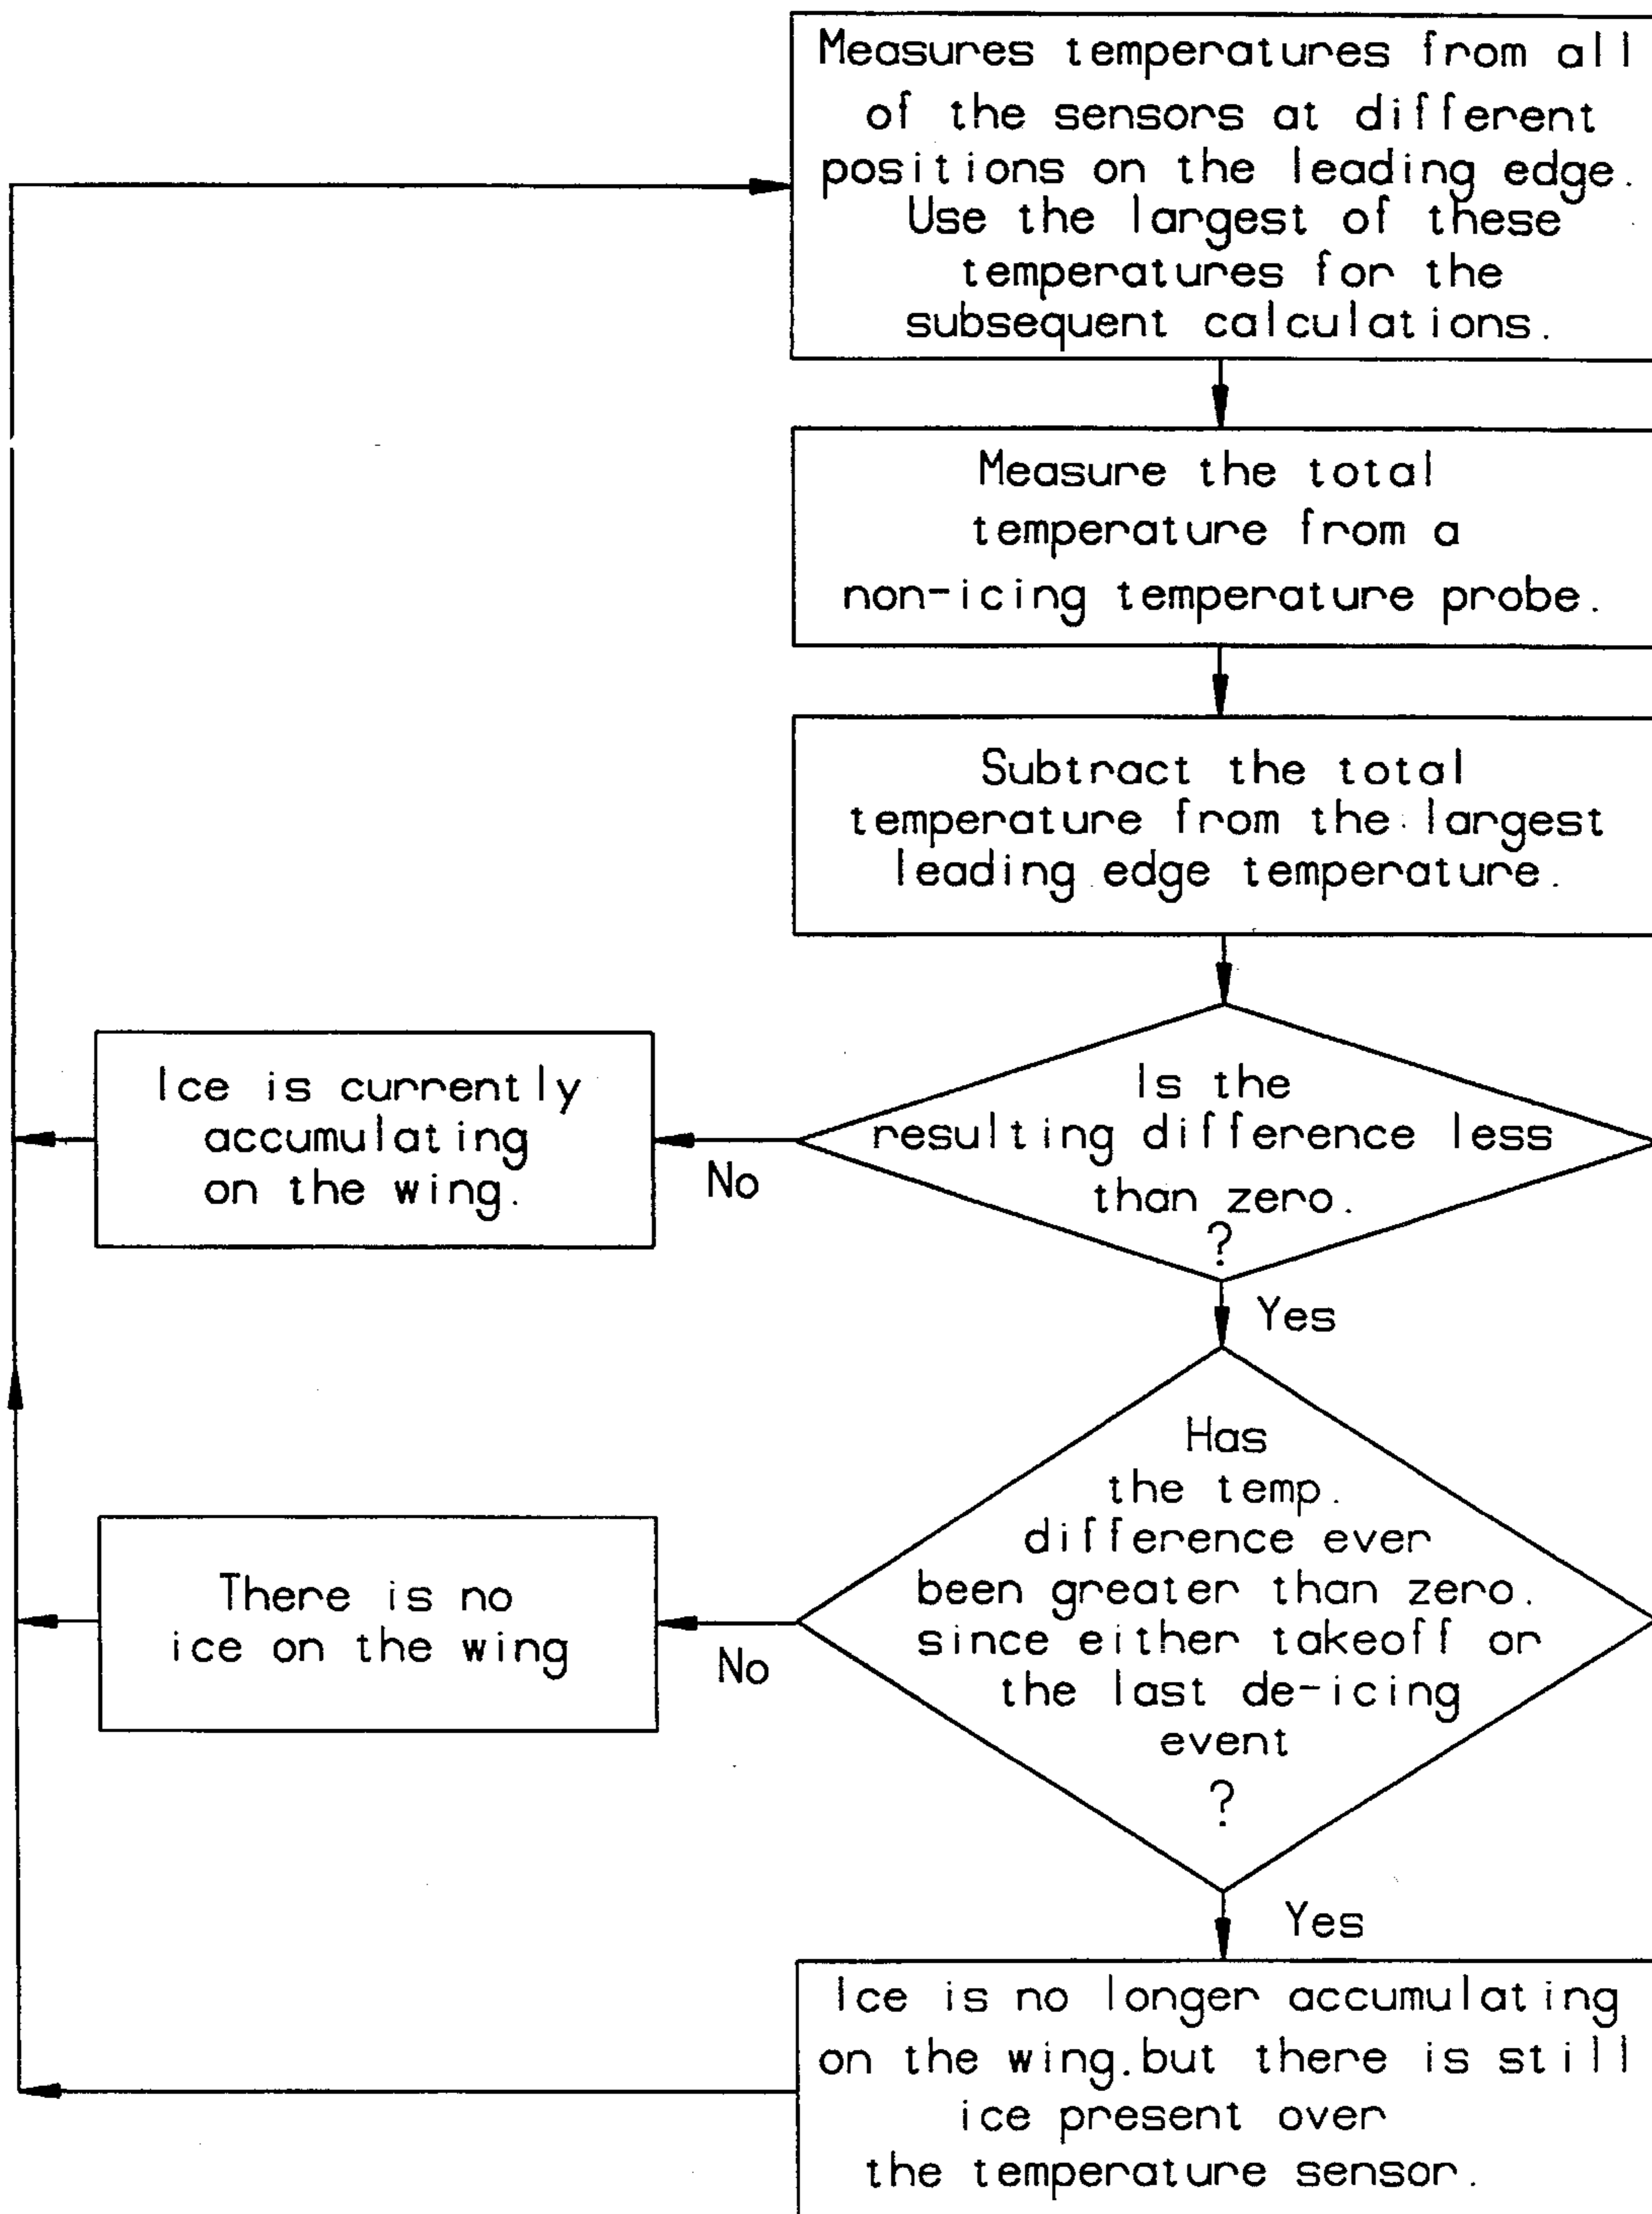 Measures temperatures from all
of the sensors at different
positions on the leading edge.
Use the largest of these
temperatures for the
subsequent calculations.
Measure the total
temperature from a
non-icing temperature probe.
Subtract the total
temperature from the largest
leading edge temperature.
Is the
resulting difference less
than zero.
?
No
Ice is currently
accumulating
on the wing.
Yes
Has
the temp.
difference ever
been greater than zero.
since either takeoff or
the last de-icing
event
?
No
There is no
ice on the wing
Yes
Ice is no longer accumulating
on the wing.but there is still
ice present over
the temperature sensor.